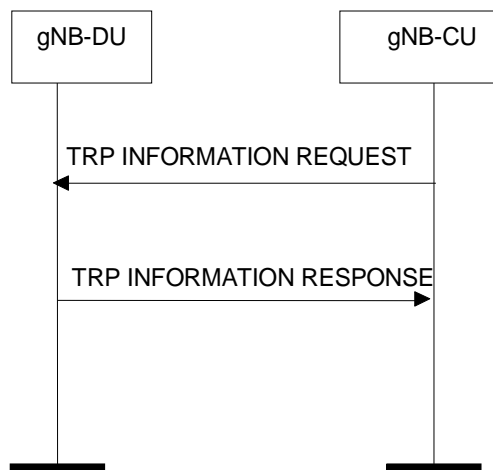 gNB-DU
gNB-CU
TRP INFORMATION REQUEST
TRP INFORMATION RESPONSE